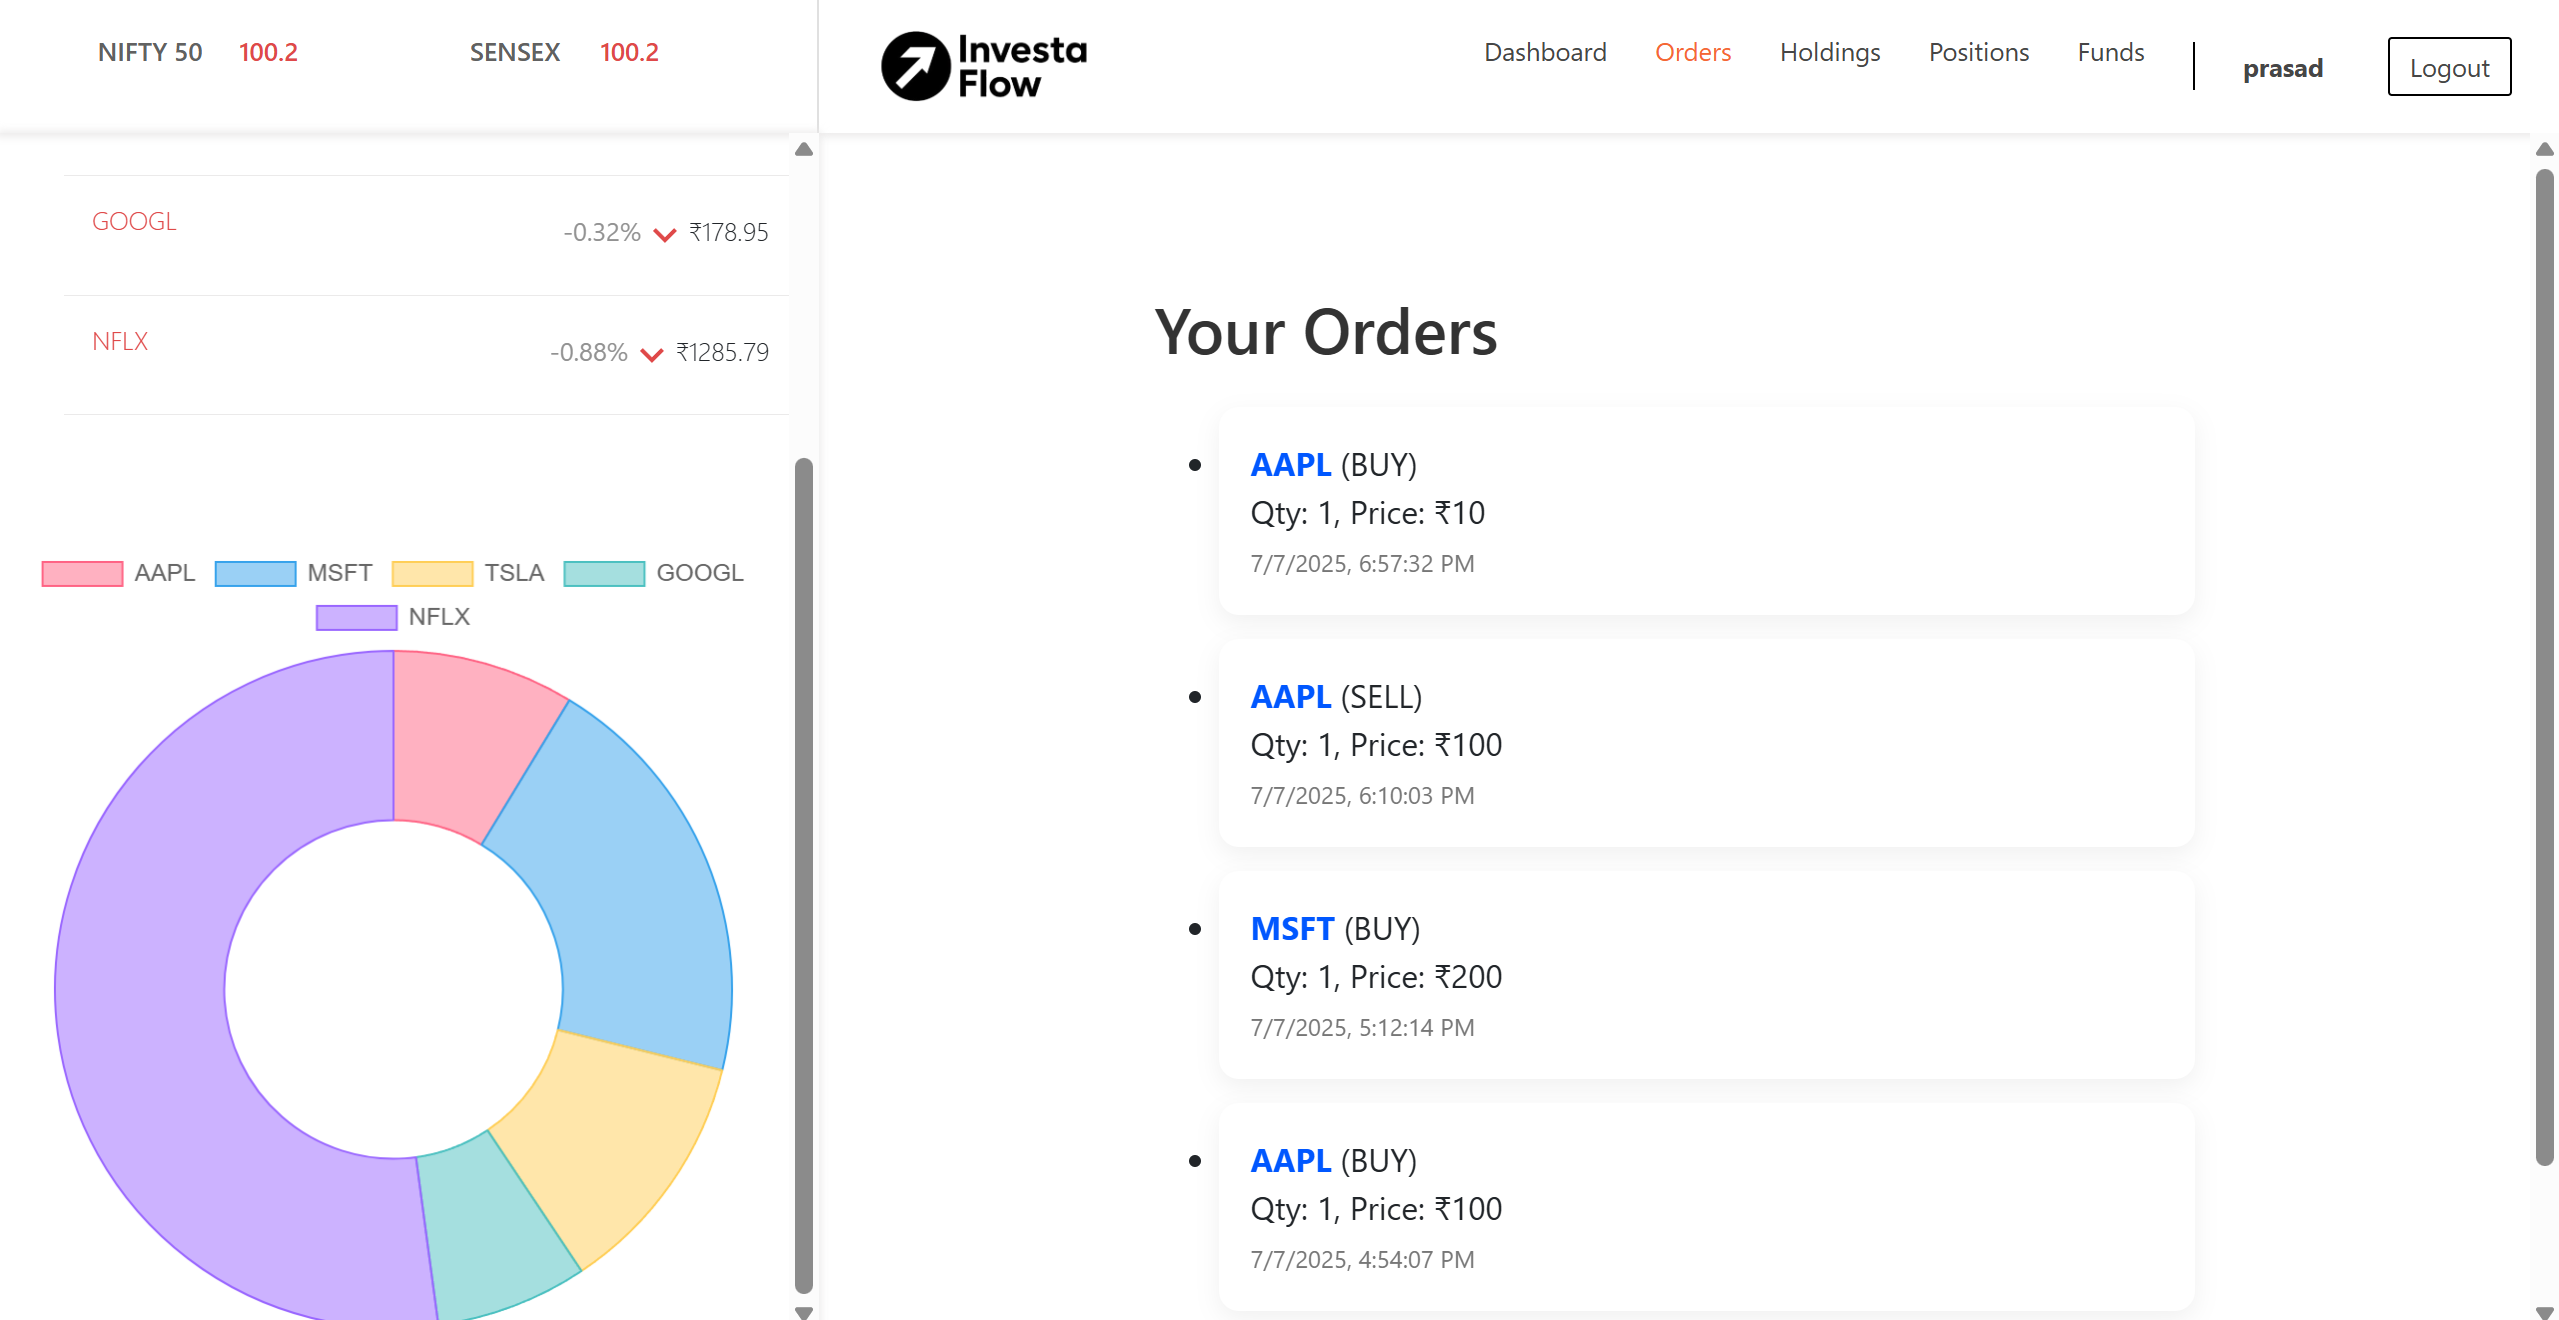 NIFTY 50 100.2 SENSEX 100.2
Investa
Flow
Dashboard Orders Holdings Positions Funds prasad Logout
GOOGL
-0.32% ₹178.95
NFLX
-0.88% ₹1285.79
AAPL MSFT TSLA GOOGL
NFLX
Your Orders
AAPL (BUY)
Qty: 1, Price: ₹10
7/7/2025, 6:57:32 PM
AAPL (SELL)
Qty: 1, Price: ₹100
7/7/2025, 6:10:03 PM
MSFT (BUY)
Qty: 1, Price: ₹200
7/7/2025, 5:12:14 PM
AAPL (BUY)
Qty: 1, Price: ₹100
7/7/2025, 4:54:07 PM